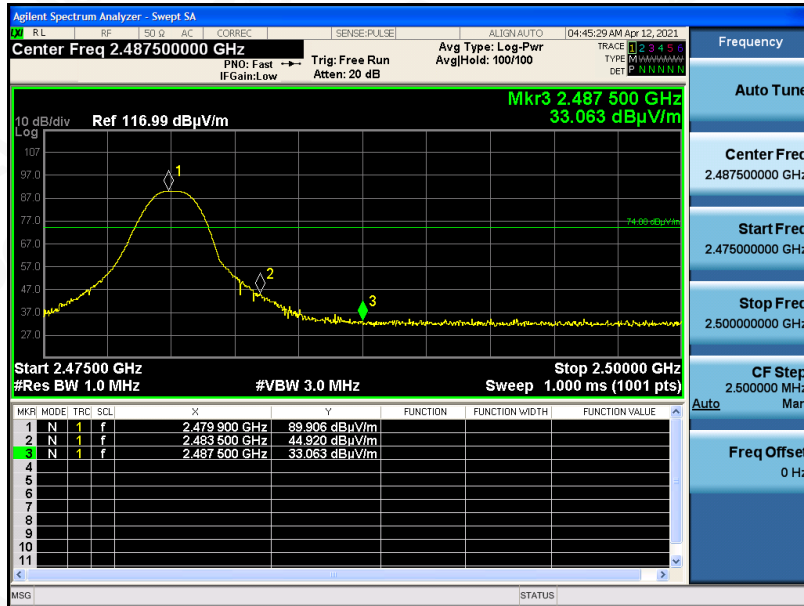 Agilent Spectrum Analyzer - Swept SA
LXI RL RF 50 Ω AC CORREC SENSE:PULSE ALIGN AUTO 04:45:29 AM Apr 12, 2021
Center Freq 2.487500000 GHz
PNO: Fast
IFGain:Low
Trig: Free Run
Atten: 20 dB
Avg Type: Log-Pwr
Avg|Hold: 100/100
TRACE 1 2 3 4 5 6
TYPE M WWWWW
DET P N N N N N
Mkr3 2.487 500 GHz
33.063 dBµV/m
10 dB/div Ref 116.99 dBµV/m
Log
107
97.0
87.0
77.0
67.0
57.0
47.0
37.0
27.0
1
2
3
74.00 dBµV/m
Start 2.47500 GHz Stop 2.50000 GHz
#Res BW 1.0 MHz #VBW 3.0 MHz Sweep 1.000 ms (1001 pts)
MKR MODE TRC SCL X Y FUNCTION FUNCTION WIDTH FUNCTION VALUE
1 N 1 f 2.479 900 GHz 89.906 dBµV/m
2 N 1 f 2.483 500 GHz 44.920 dBµV/m
3 N 1 f 2.487 500 GHz 33.063 dBµV/m
4
5
6
7
8
9
10
11
MSG STATUS
Frequency
Auto Tune
Center Freq
2.487500000 GHz
Start Freq
2.475000000 GHz
Stop Freq
2.500000000 GHz
CF Step
2.500000 MHz
Auto Man
Freq Offset
0 Hz